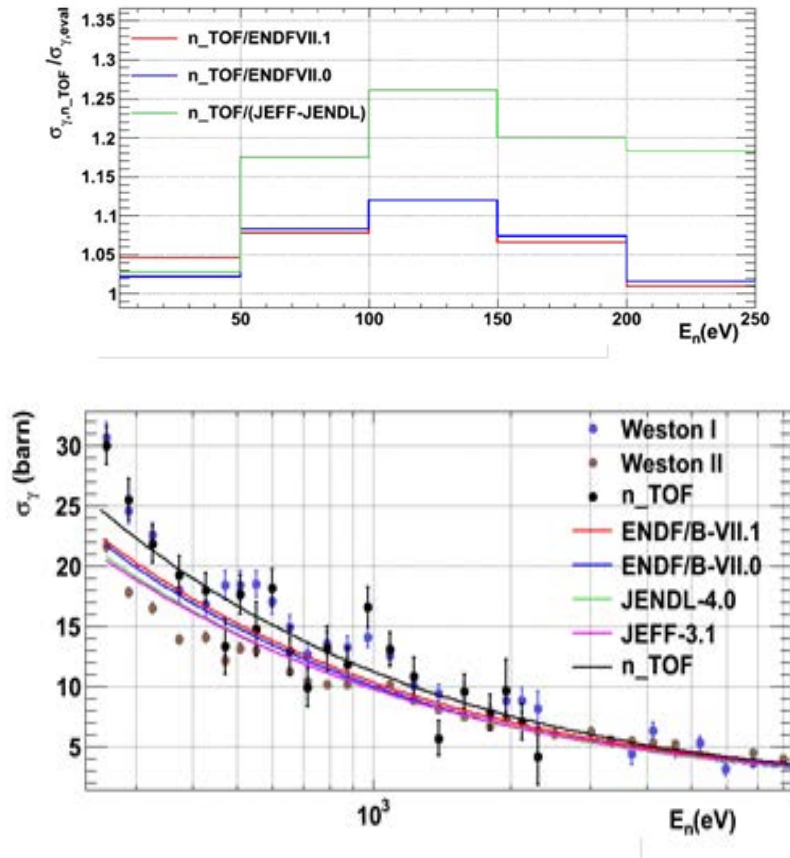 σγ,n_TOF/σγ,eval
1.35
1.3
1.25
1.2
1.15
1.1
1.05
1
n_TOF/ENDFVII.1
n_TOF/ENDFVII.0
n_TOF/(JEFF-JENDL)
50
100
150
200
250
En(eV)
σγ (barn)
30
25
20
15
10
5
Weston I
Weston II
n_TOF
ENDF/B-VII.1
ENDF/B-VII.0
JENDL-4.0
JEFF-3.1
n_TOF
10³
En(eV)